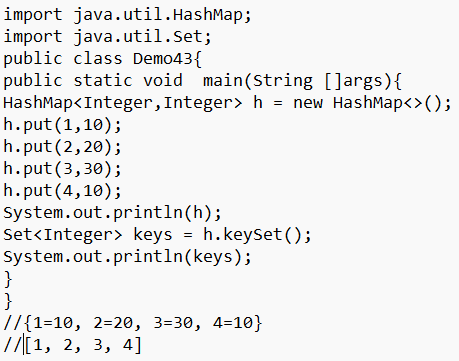 import java.util.HashMap;
import java.util.Set;
public class Demo43{
public static void  main(String []args){
HashMap<Integer,Integer> h = new HashMap<>();
h.put(1,10);
h.put(2,20);
h.put(3,30);
h.put(4,10);
System.out.println(h);
Set<Integer> keys = h.keySet();
System.out.println(keys);
}
}
//{1=10, 2=20, 3=30, 4=10}
//[1, 2, 3, 4]